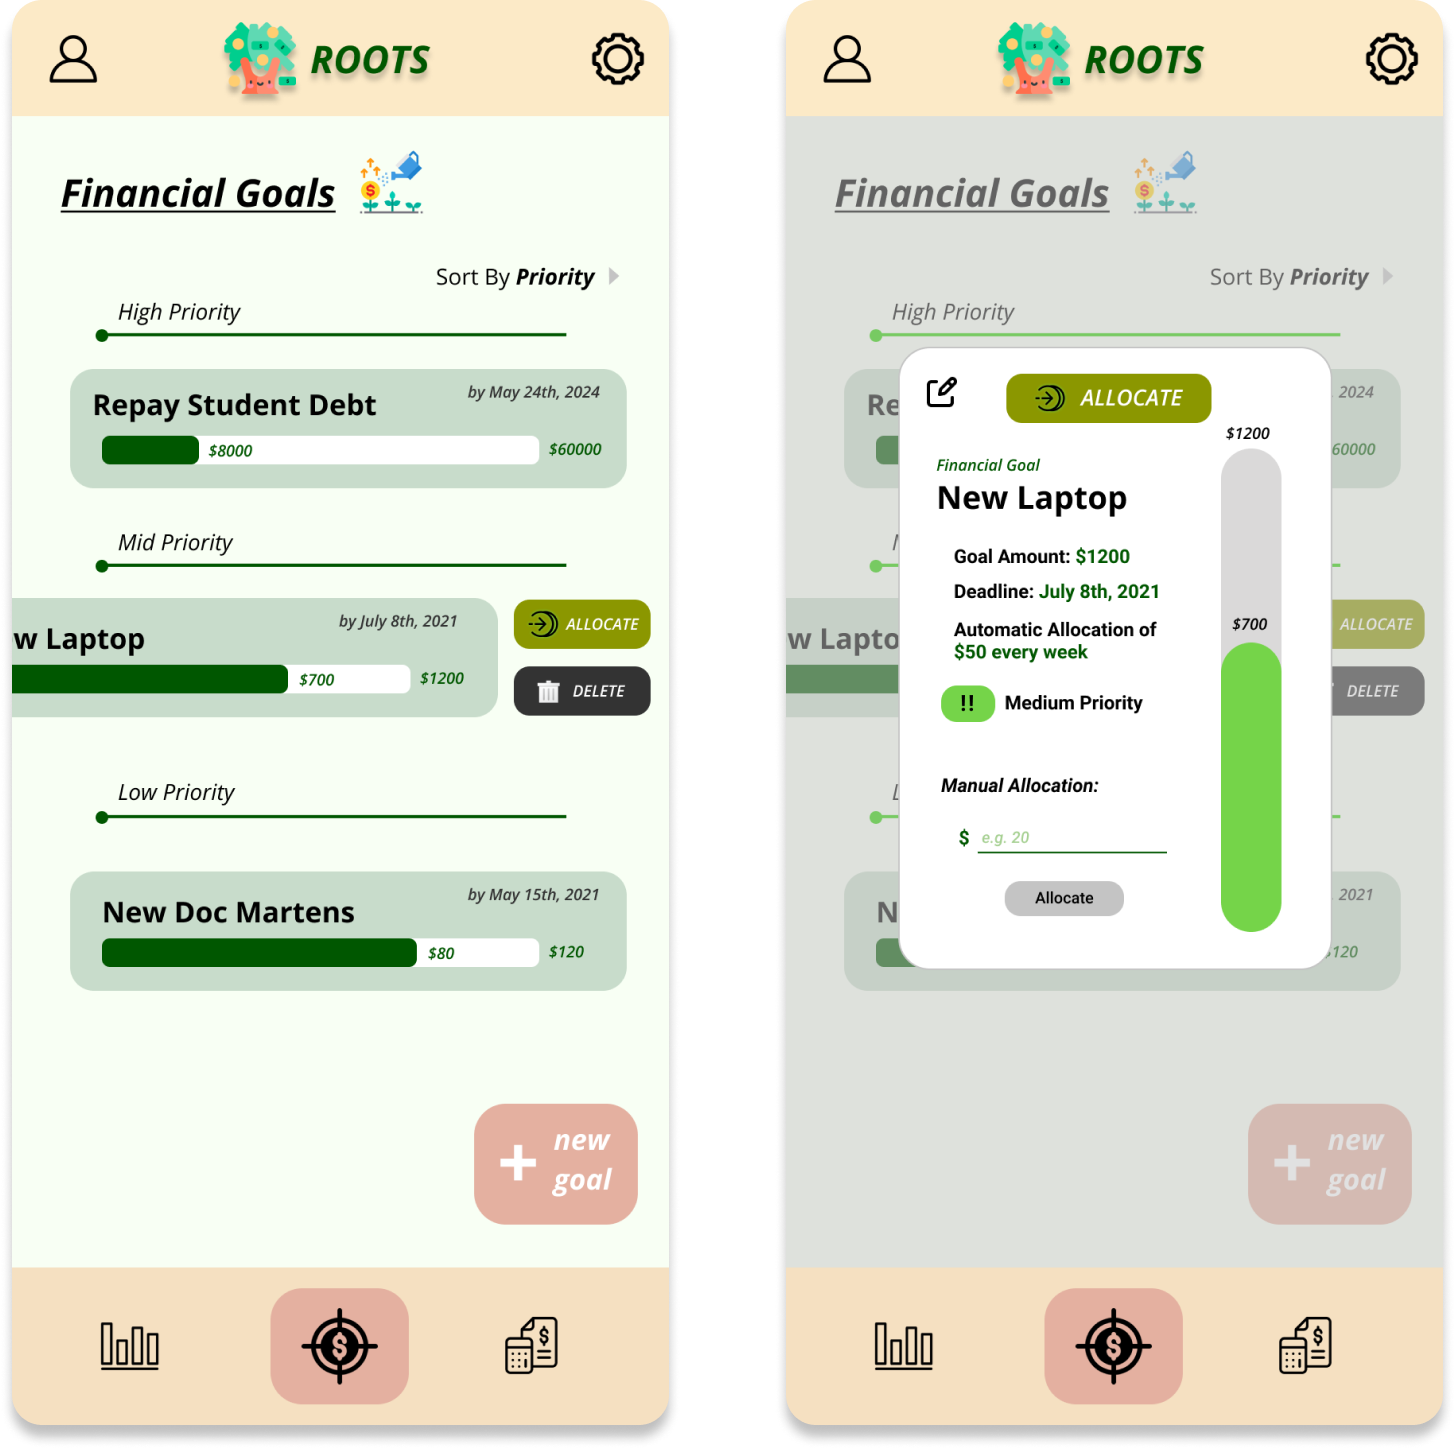 ROOTS
Financial Goals
Sort By Priority
High Priority
Repay Student Debt
by May 24th, 2024
$8000
$60000
Mid Priority
w Laptop
by July 8th, 2021
$700
$1200
ALLOCATE
DELETE
Low Priority
New Doc Martens
by May 15th, 2021
$80
$120
new
goal
ROOTS
Financial Goals
Sort By Priority
High Priority
Re
2024
60000
w Lapto
ALLOCATE
DELETE
N
2021
120
ALLOCATE
$1200
Financial Goal
New Laptop
Goal Amount: $1200
Deadline: July 8th, 2021
$700
Automatic Allocation of
$50 every week
!! Medium Priority
Manual Allocation:
$ e.g. 20
Allocate
new
goal